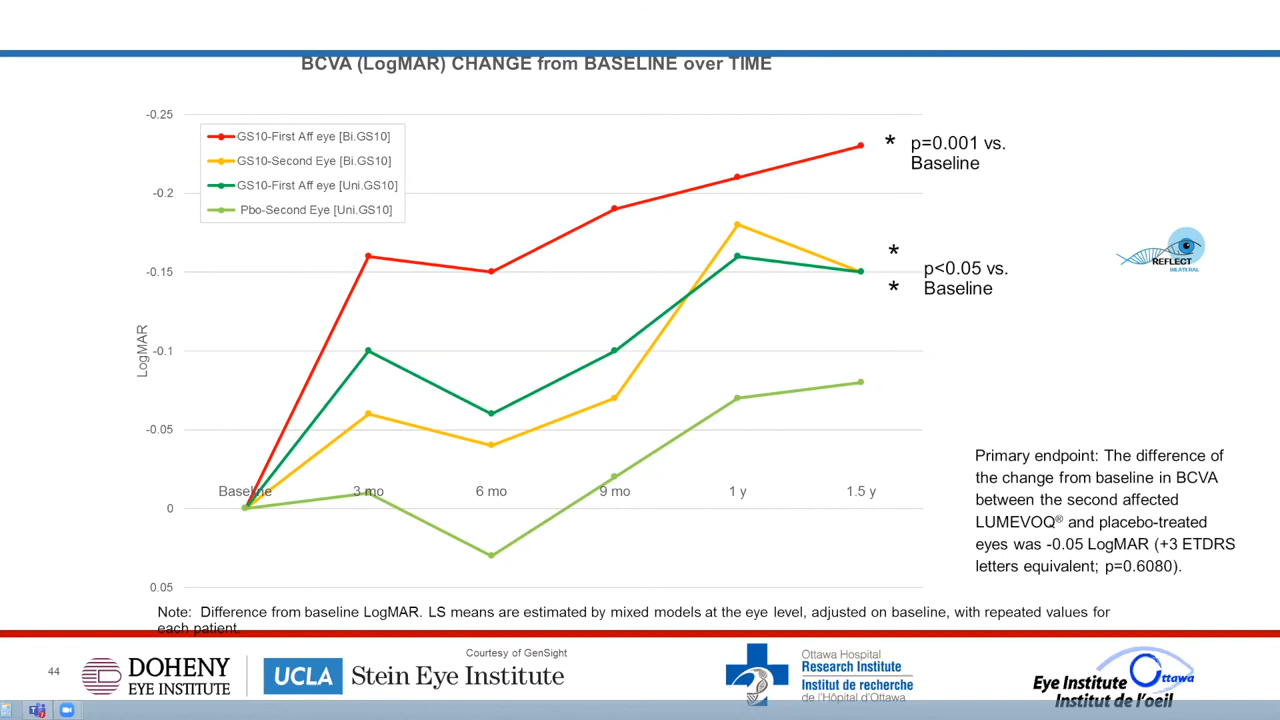 BCVA (LogMAR) CHANGE from BASELINE over TIME
-0.25
-0.2
-0.15
-0.1
-0.05
0
0.05
LogMAR
GS10-First Aff eye [Bi.GS10]
GS10-Second Eye [Bi.GS10]
GS10-First Aff eye [Uni.GS10]
Pbo-Second Eye [Uni.GS10]
* p=0.001 vs.
Baseline
*
p<0.05 vs.
* Baseline
REFLECT
BILATERAL
Baseline 3 mo 6 mo 9 mo 1 y 1.5 y
Primary endpoint: The difference of
the change from baseline in BCVA
between the second affected
LUMEVOQ® and placebo-treated
eyes was -0.05 LogMAR (+3 ETDRS
letters equivalent; p=0.6080).
Note: Difference from baseline LogMAR. LS means are estimated by mixed models at the eye level, adjusted on baseline, with repeated values for
each patient.
Courtesy of GenSight
44
DOHENY
EYE INSTITUTE
UCLA Stein Eye Institute
Ottawa Hospital
Research Institute
Institut de recherche
de l'Hôpital d'Ottawa
Eye Institute Ottawa
Institut de l'oeil